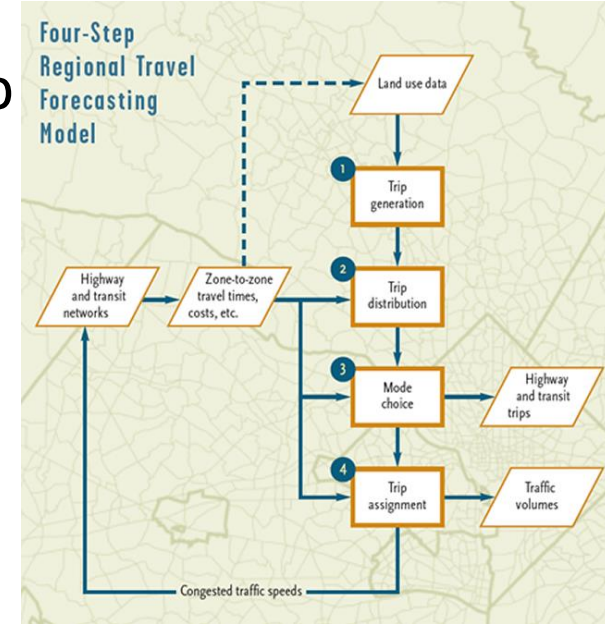 Four-Step
Regional Travel
Forecasting
Model
Land use data
1
Trip
generation
Highway
and transit
networks
Zone-to-zone
travel times,
costs, etc.
2
Trip
distribution
3
Mode
choice
Highway
and transit
trips
4
Trip
assignment
Traffic
volumes
Congested traffic speeds